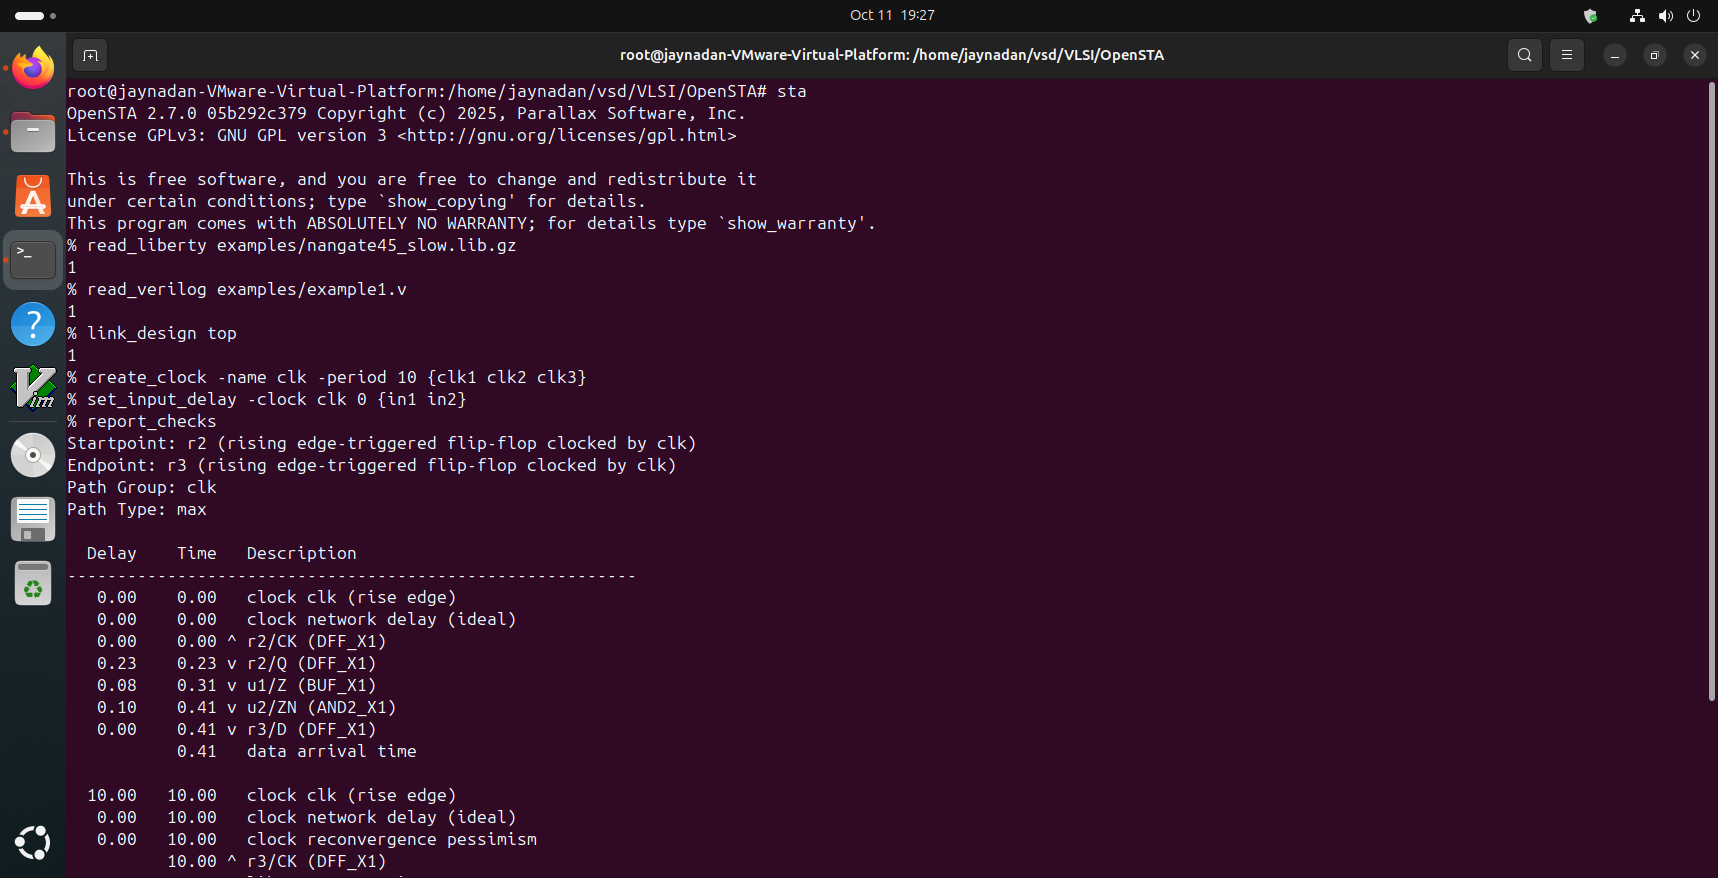 Oct 11 19:27
root@jaynadan-VMware-Virtual-Platform: /home/jaynadan/vsd/VLSI/OpenSTA
root@jaynadan-VMware-Virtual-Platform:/home/jaynadan/vsd/VLSI/OpenSTA# sta
OpenSTA 2.7.0 05b292c379 Copyright (c) 2025, Parallax Software, Inc.
License GPLv3: GNU GPL version 3 <http://gnu.org/licenses/gpl.html>
This is free software, and you are free to change and redistribute it
under certain conditions; type `show_copying' for details.
This program comes with ABSOLUTELY NO WARRANTY; for details type `show_warranty'.
% read_liberty examples/nangate45_slow.lib.gz
1
% read_verilog examples/example1.v
1
% link_design top
1
% create_clock -name clk -period 10 {clk1 clk2 clk3}
% set_input_delay -clock clk 0 {in1 in2}
% report_checks
Startpoint: r2 (rising edge-triggered flip-flop clocked by clk)
Endpoint: r3 (rising edge-triggered flip-flop clocked by clk)
Path Group: clk
Path Type: max
  Delay    Time   Description
---------------------------------------------------------
   0.00    0.00   clock clk (rise edge)
   0.00    0.00   clock network delay (ideal)
   0.00    0.00 ^ r2/CK (DFF_X1)
   0.23    0.23 v r2/Q (DFF_X1)
   0.08    0.31 v u1/Z (BUF_X1)
   0.10    0.41 v u2/ZN (AND2_X1)
   0.00    0.41 v r3/D (DFF_X1)
           0.41   data arrival time
  10.00   10.00   clock clk (rise edge)
   0.00   10.00   clock network delay (ideal)
   0.00   10.00   clock reconvergence pessimism
          10.00 ^ r3/CK (DFF_X1)